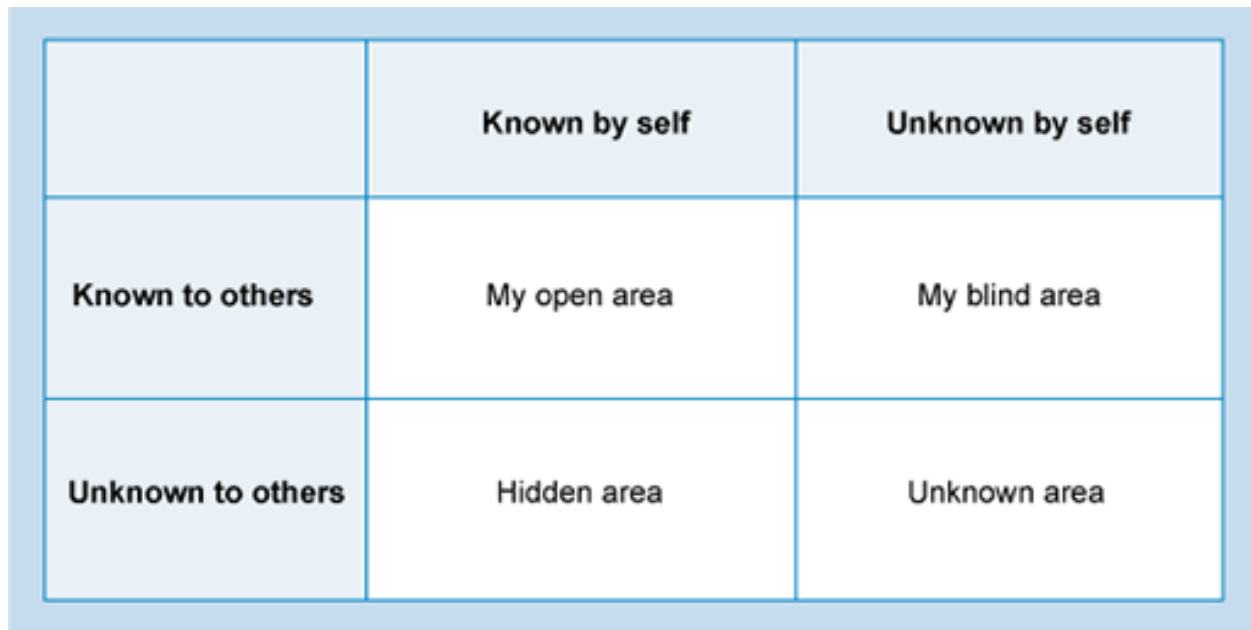 Known by self
Unknown by self
Known to others
My open area
My blind area
Unknown to others
Hidden area
Unknown area